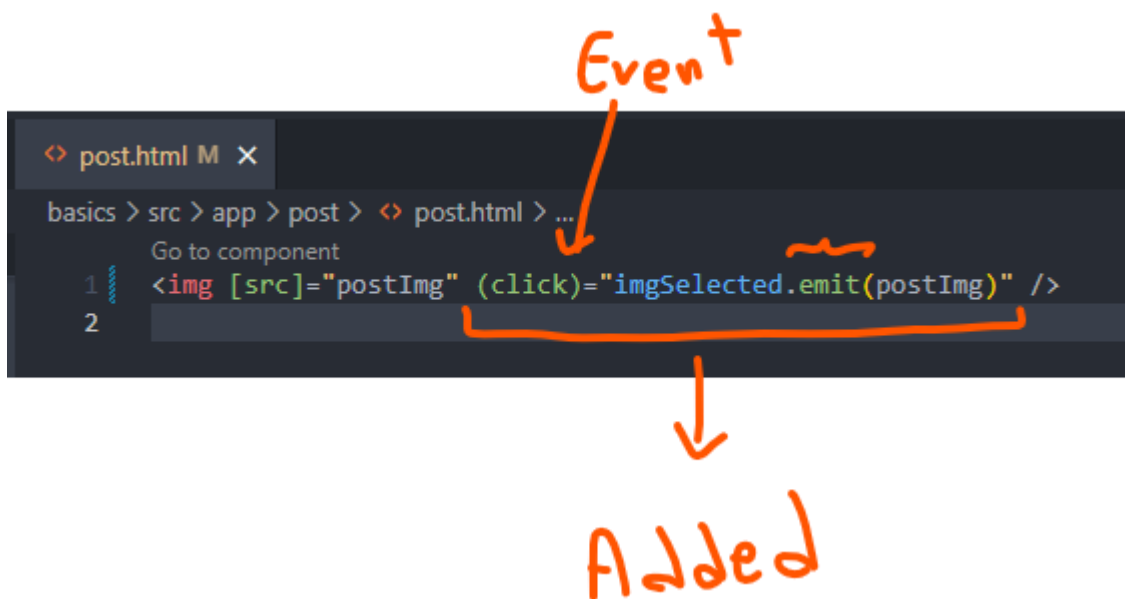 Event
post.html M
basics > src > app > post > post.html > ...
Go to component
1 <img [src]="postImg" (click)="imgSelected.emit(postImg)" />
2
Added